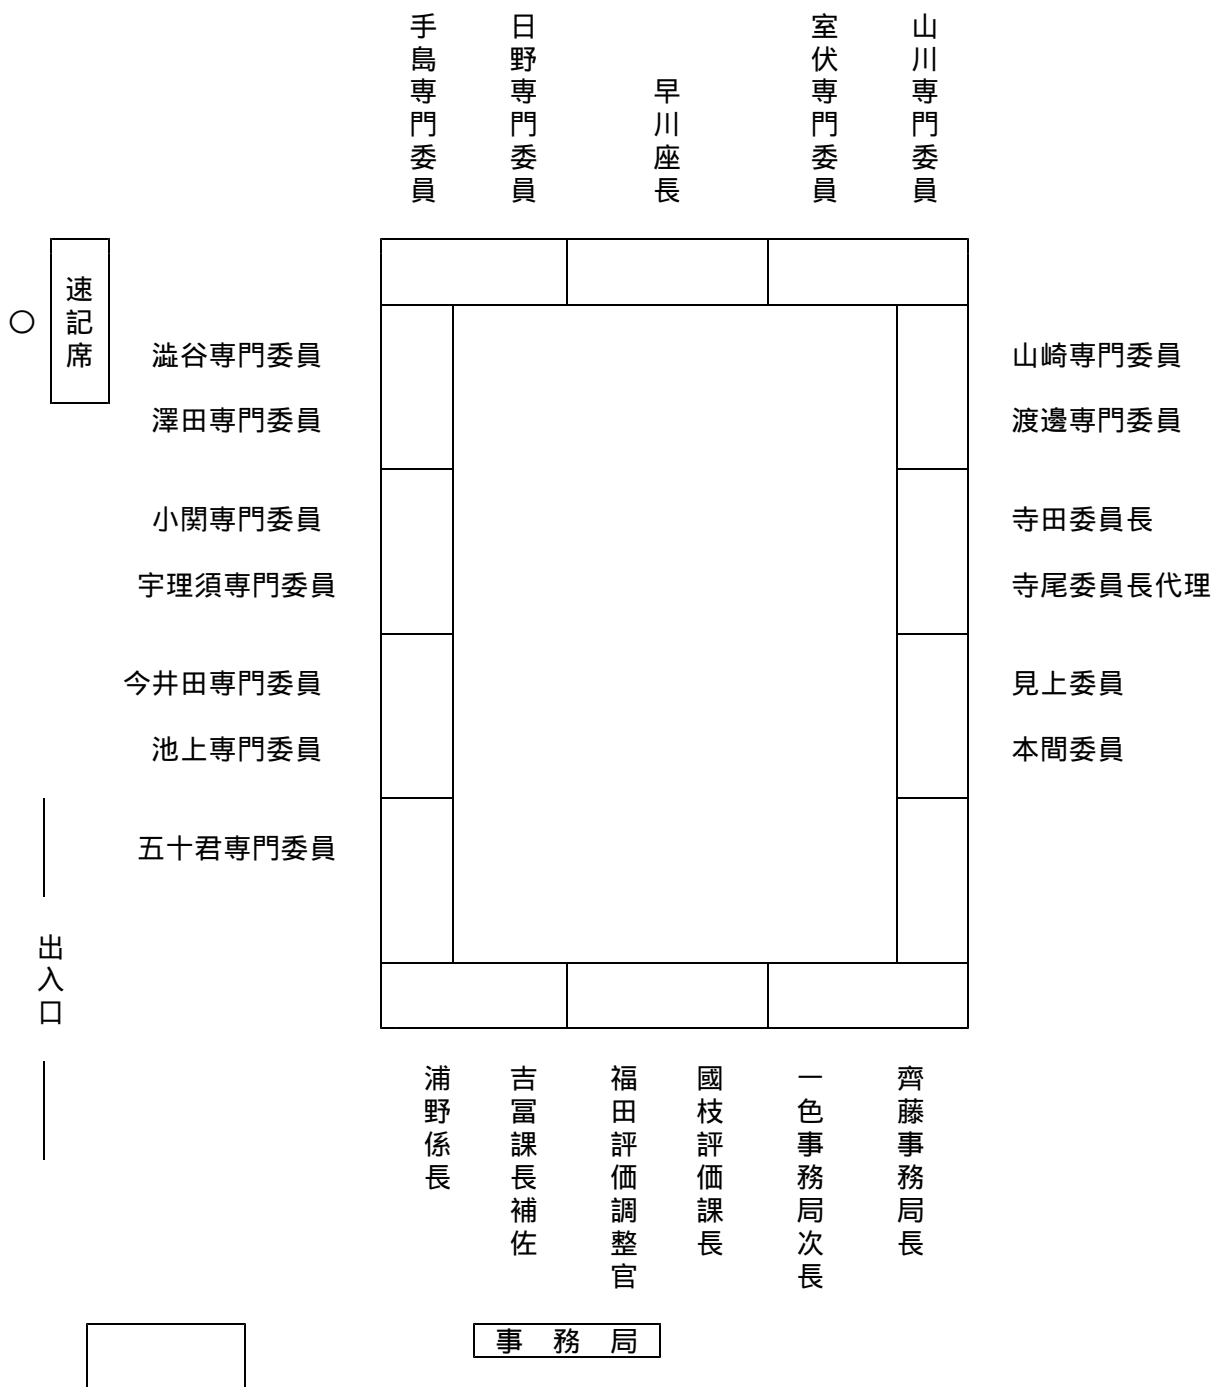 手島専門委員
日野専門委員
早川座長
室伏専門委員
山川専門委員
速記席
○
澁谷専門委員
澤田専門委員
小関専門委員
宇理須専門委員
今井田専門委員
池上専門委員
五十君専門委員
山崎専門委員
渡邊専門委員
寺田委員長
寺尾委員長代理
見上委員
本間委員
出入口
浦野係長
吉冨課長補佐
福田評価調整官
國枝評価課長
一色事務局次長
齊藤事務局長
事務局